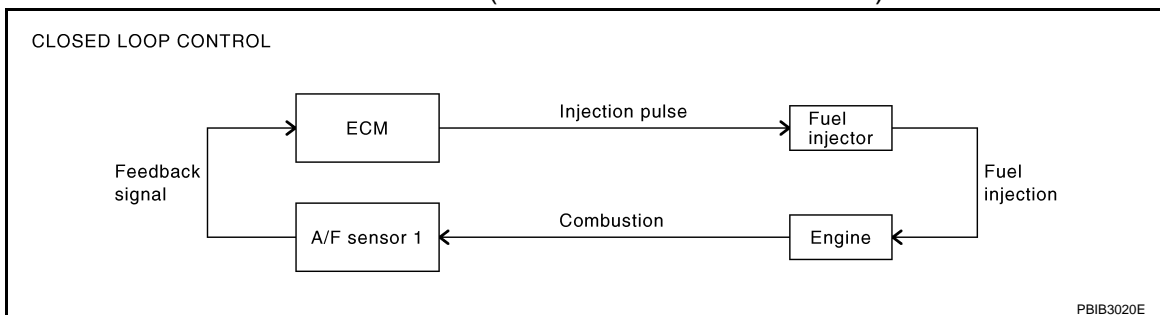 CLOSED LOOP CONTROL
ECM
Injection pulse
Fuel
injector
Feedback
signal
Fuel
injection
A/F sensor 1
Combustion
Engine
PBIB3020E